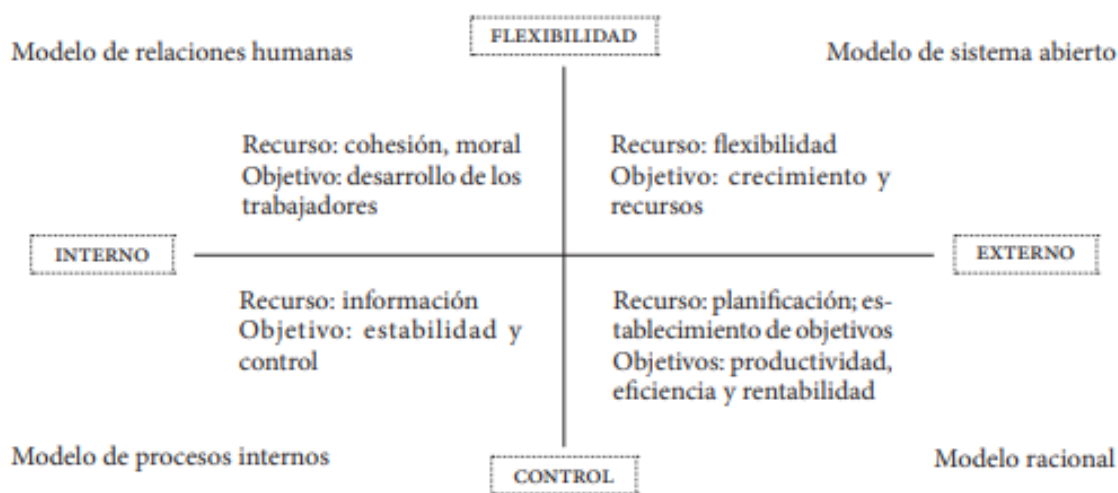 FLEXIBILIDAD
Modelo de relaciones humanas
Modelo de sistema abierto
Recurso: cohesión, moral
Objetivo: desarrollo de los
trabajadores
Recurso: flexibilidad
Objetivo: crecimiento y
recursos
INTERNO
EXTERNO
Recurso: información
Objetivo: estabilidad y
control
Recurso: planificación; es-
tablecimiento de objetivos
Objetivos: productividad,
eficiencia y rentabilidad
Modelo de procesos internos
Modelo racional
CONTROL